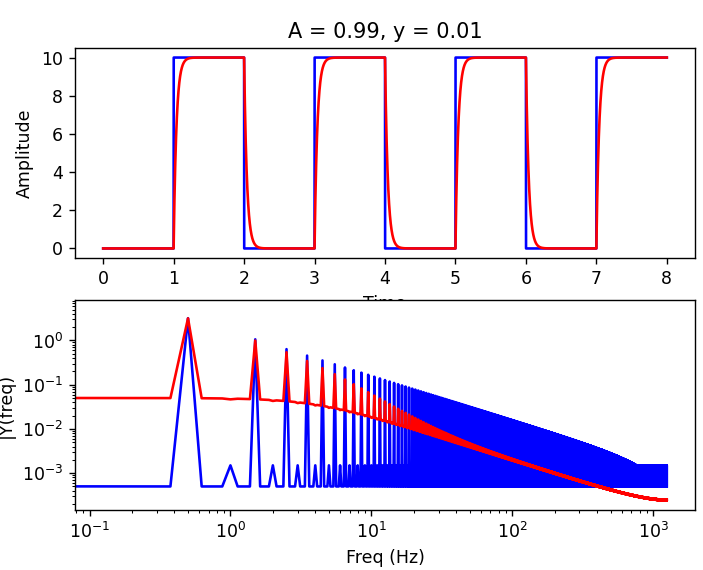 A = 0.99, y = 0.01
Amplitude
10
8
6
4
2
0
0 1 2 3 4 5 6 7 8
Time
|Y(freq)
10⁰
10⁻¹
10⁻²
10⁻³
10⁻¹ 10⁰ 10¹ 10² 10³
Freq (Hz)